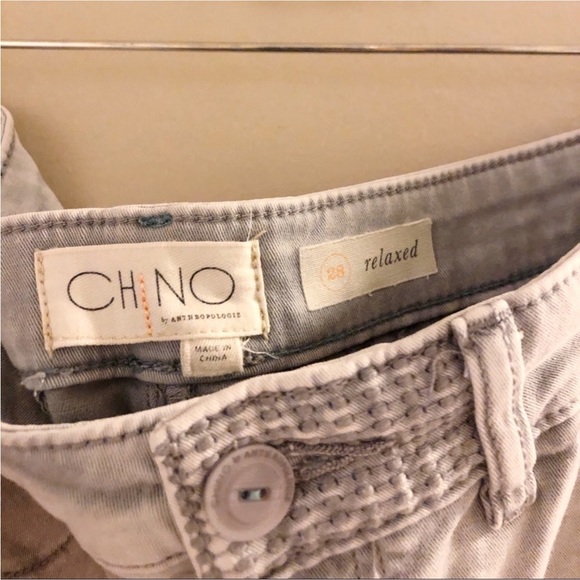 CHINO
by ANTHROPOLOGIE
28 relaxed
MADE IN
CHINA